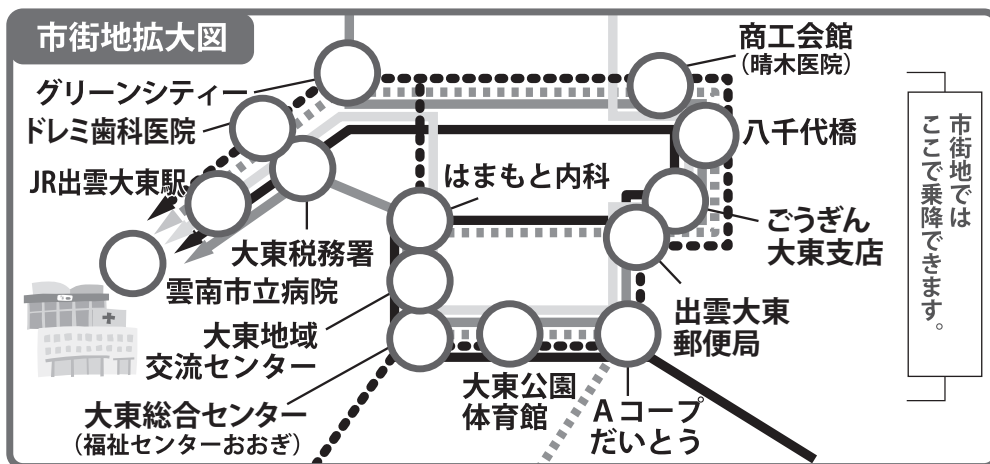 市街地拡大図
商工会館
（晴木医院）
グリーンシティー
ドレミ歯科医院
八千代橋
JR出雲大東駅
はまもと内科
ごうぎん
大東支店
大東税務署
雲南市立病院
出雲大東
郵便局
大東地域
交流センター
大東公園
体育館
Aコープ
だいとう
大東総合センター
（福祉センターおおぎ）
市街地では
ここで乗降できます。